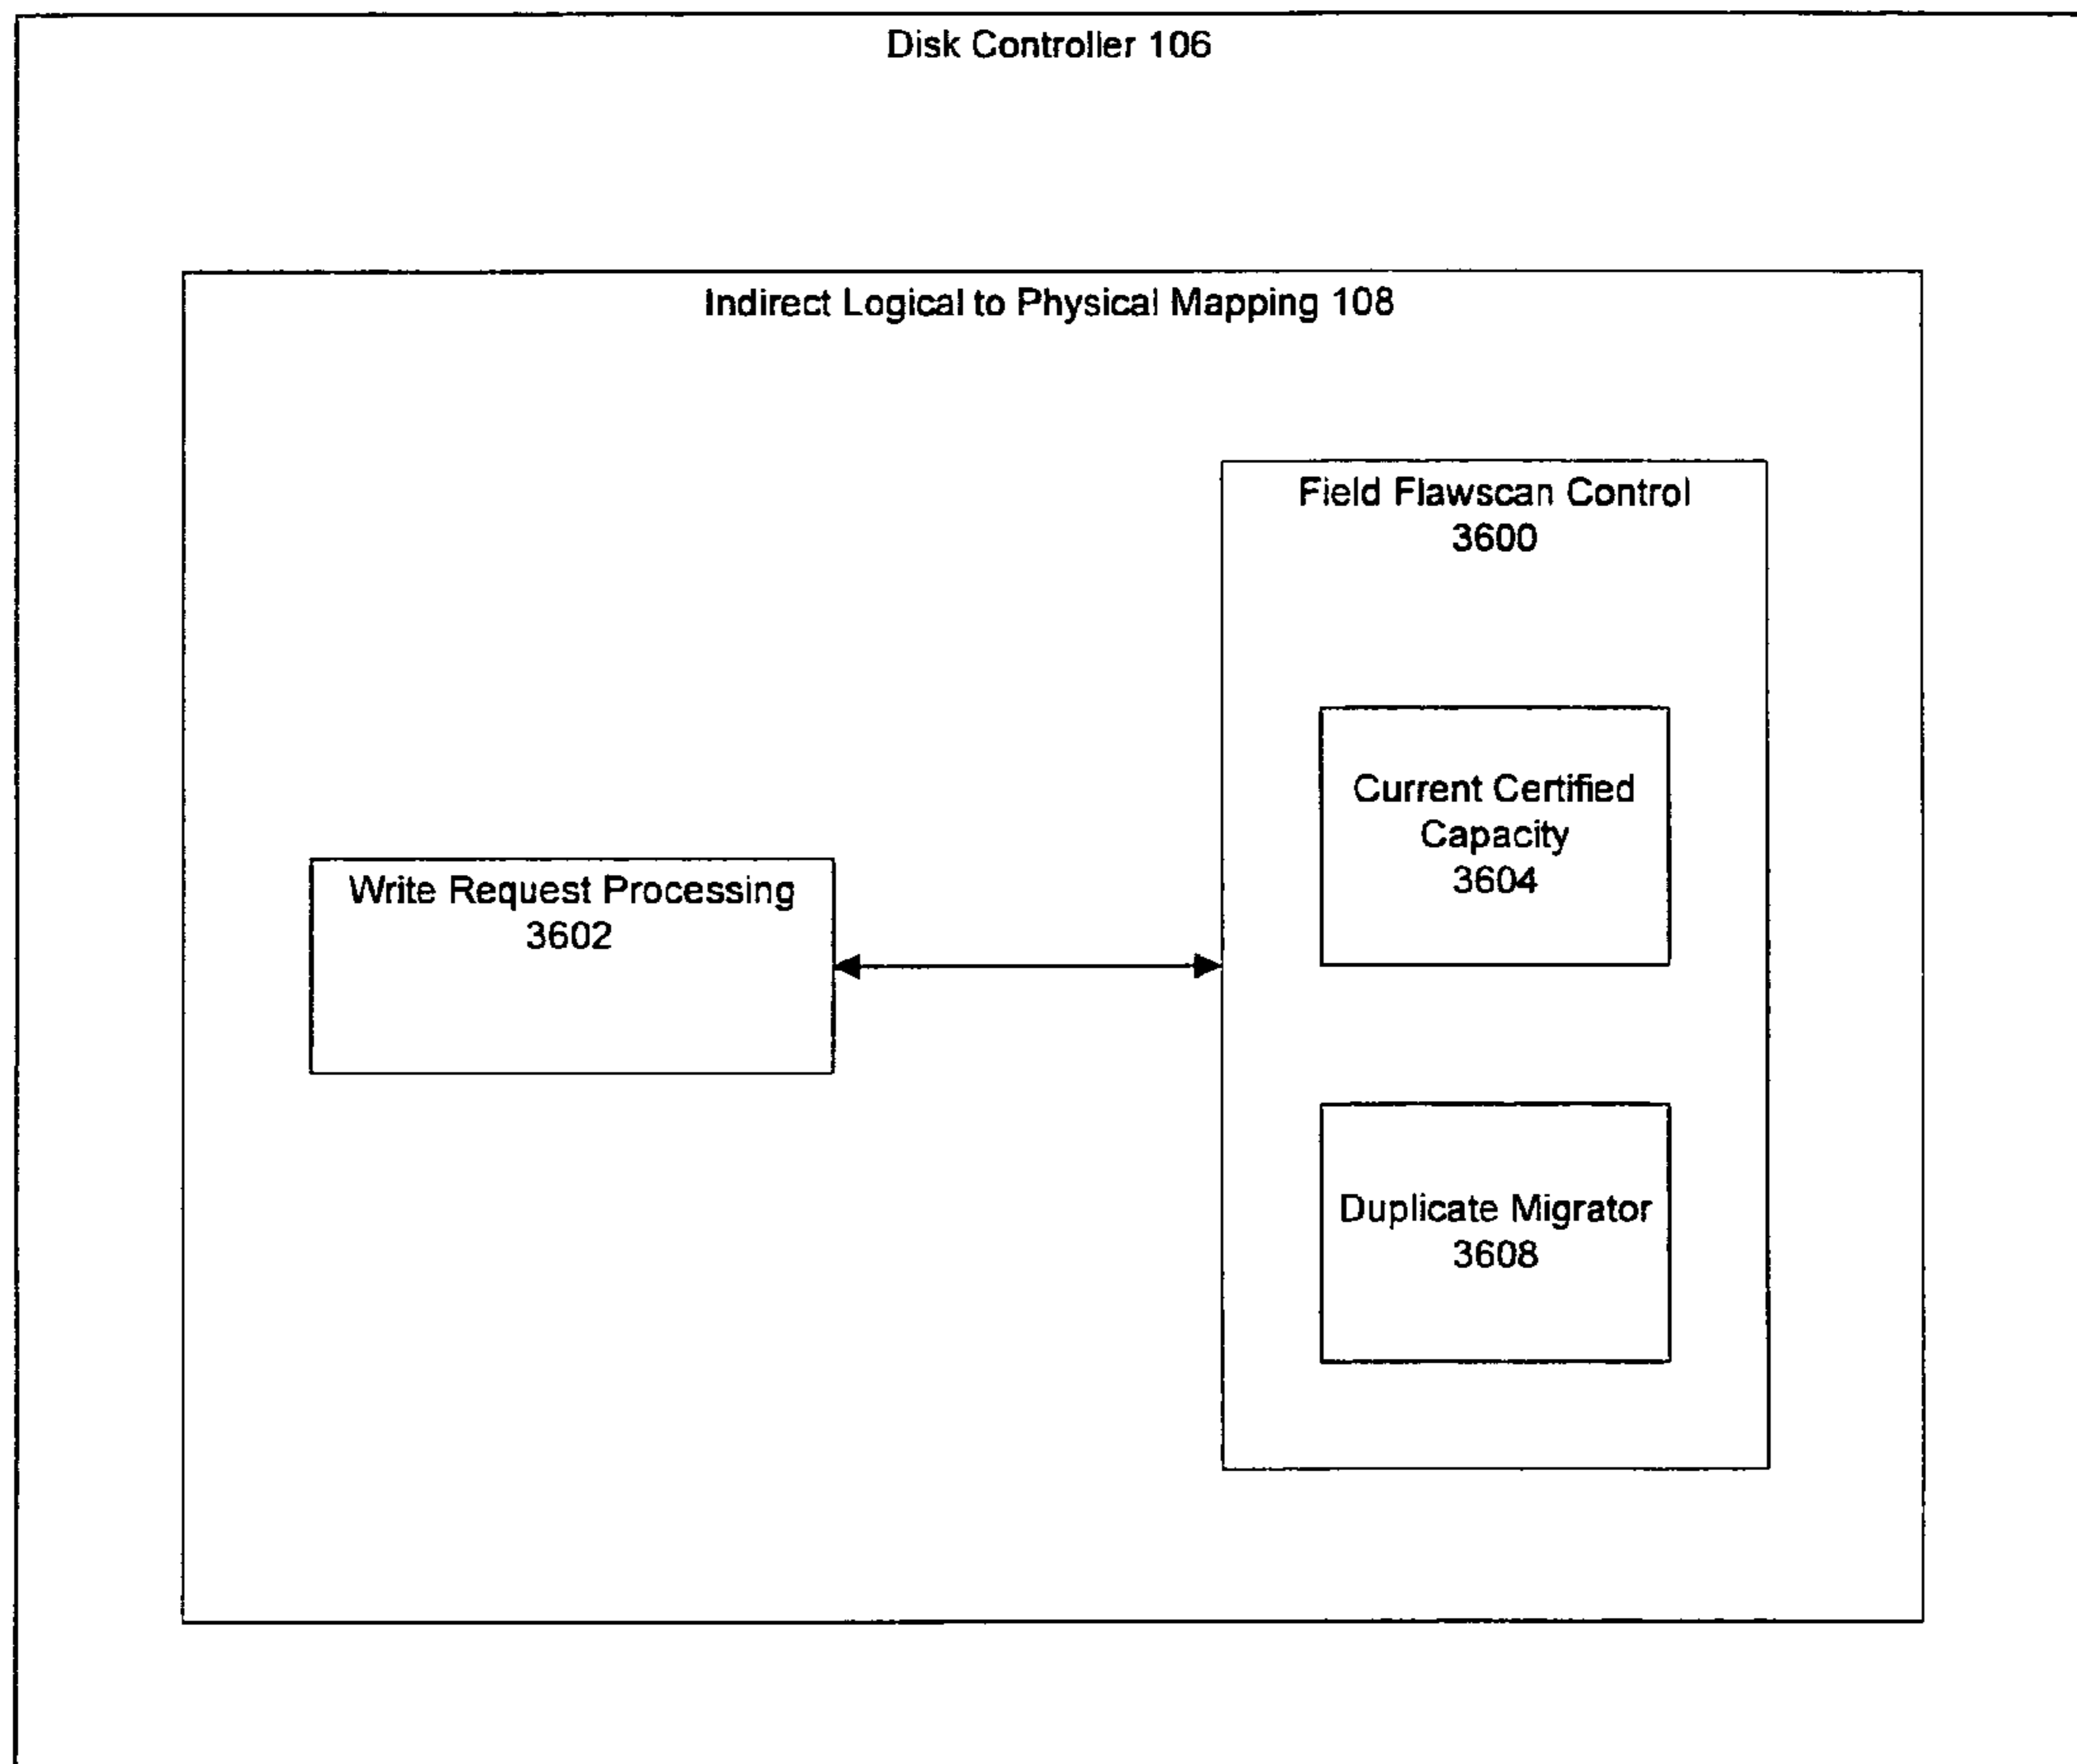 Disk Controller 106
Indirect Logical to Physical Mapping 108
Field Flawscan Control
3600
Current Certified
Capacity
3604
Write Request Processing
3602
Duplicate Migrator
3608